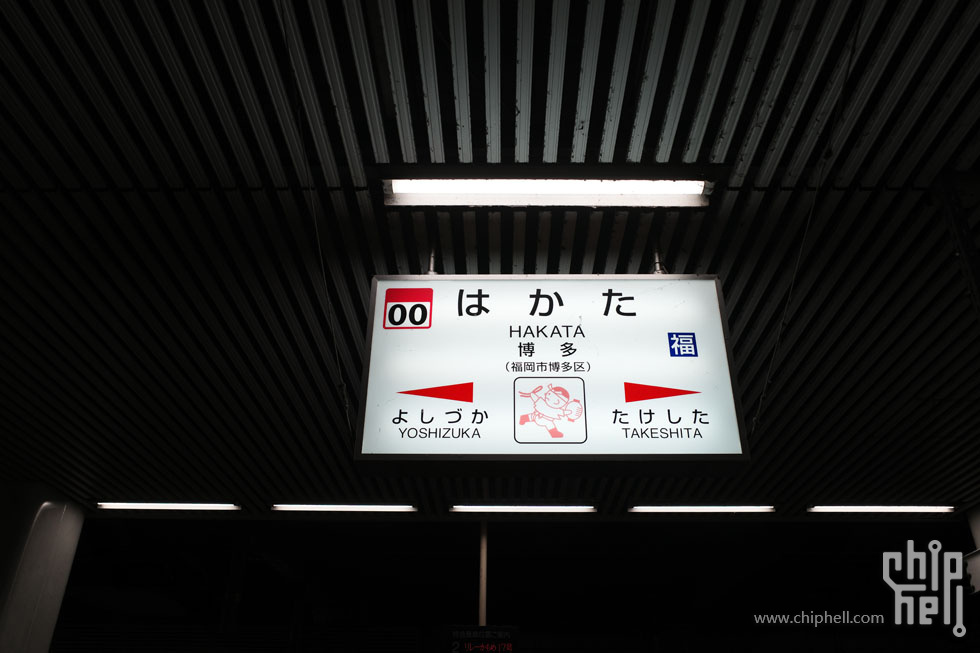 00
はかた
HAKATA
博多
(福岡市博多区)
福
よしづか
YOSHIZUKA
たけした
TAKESHITA
chip
hell
www.chiphell.com